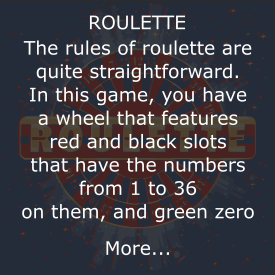 ROULETTE
The rules of roulette are
quite straightforward.
In this game, you have
a wheel that features
red and black slots
that have the numbers
from 1 to 36
on them, and green zero
More...
ROULETTE